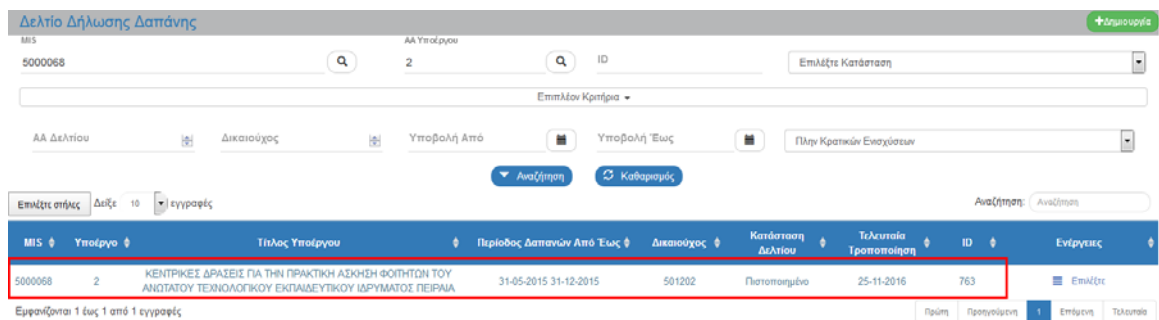 Δελτίο Δήλωσης Δαπάνης
+Δημιουργία
MIS
ΑΑ Υποέργου
5000068
2
ID
Επιλέξτε Κατάσταση
Επιπλέον Κριτήρια
ΑΑ Δελτίου
Δικαιούχος
Υποβολή Από
Υποβολή Έως
Πλην Κρατικών Ενισχύσεων
Αναζήτηση
Καθαρισμός
Επιλέξτε στήλες
Δείξε 10 εγγραφές
Αναζήτηση: Αναζήτηση
MIS Υποέργο Τίτλος Υποέργου Περίοδος Δαπανών Από Έως Δικαιούχος Κατάσταση Δελτίου Τελευταία Τροποποίηση ID Ενέργειες
5000068 2 ΚΕΝΤΡΙΚΕΣ ΔΡΑΣΕΙΣ ΓΙΑ ΤΗΝ ΠΡΑΚΤΙΚΗ ΑΣΚΗΣΗ ΦΟΙΤΗΤΩΝ ΤΟΥ
ΑΝΩΤΑΤΟΥ ΤΕΧΝΟΛΟΓΙΚΟΥ ΕΚΠΑΙΔΕΥΤΙΚΟΥ ΙΔΡΥΜΑΤΟΣ ΠΕΙΡΑΙΑ
31-05-2015 31-12-2015 501202 Πιστοποιημένο 25-11-2016 763 Επιλέξτε
Εμφανίζονται 1 έως 1 από 1 εγγραφές
Πρώτη Προηγούμενη 1 Επόμενη Τελευταία